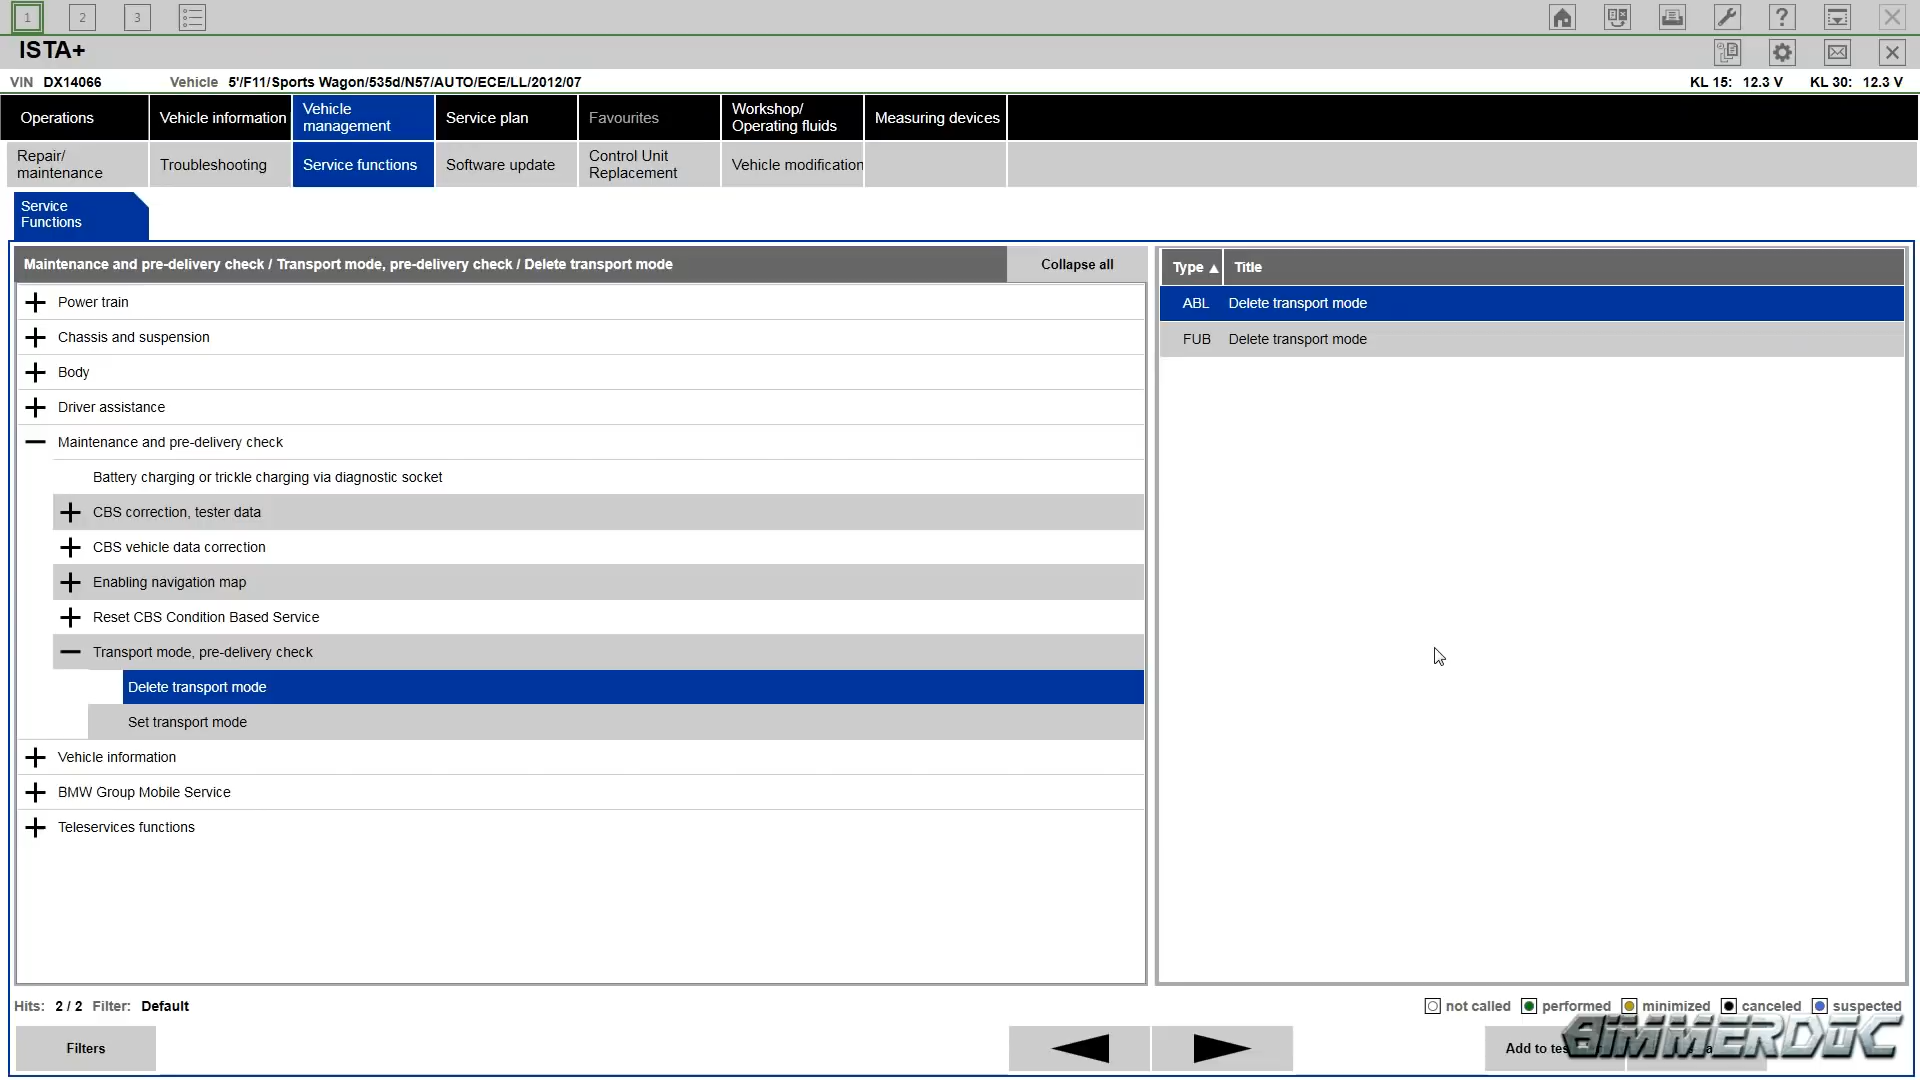 1
2
3
?
ISTA+
VIN DX14066 Vehicle 5'/F11/Sports Wagon/535d/N57/AUTO/ECE/LL/2012/07 KL 15: 12.3 V KL 30: 12.3 V
Operations
Vehicle information
Vehicle
management
Service plan
Favourites
Workshop/
Operating fluids
Measuring devices
Repair/
maintenance
Troubleshooting
Service functions
Software update
Control Unit
Replacement
Vehicle modification
Service
Functions
Maintenance and pre-delivery check / Transport mode, pre-delivery check / Delete transport mode
Collapse all
Power train
Chassis and suspension
Body
Driver assistance
Maintenance and pre-delivery check
Battery charging or trickle charging via diagnostic socket
CBS correction, tester data
CBS vehicle data correction
Enabling navigation map
Reset CBS Condition Based Service
Transport mode, pre-delivery check
Delete transport mode
Set transport mode
Vehicle information
BMW Group Mobile Service
Teleservices functions
Type Title
ABL Delete transport mode
FUB Delete transport mode
Hits: 2 / 2 Filter: Default
not called performed minimized canceled suspected
Filters
Add to
BIMMERDOC